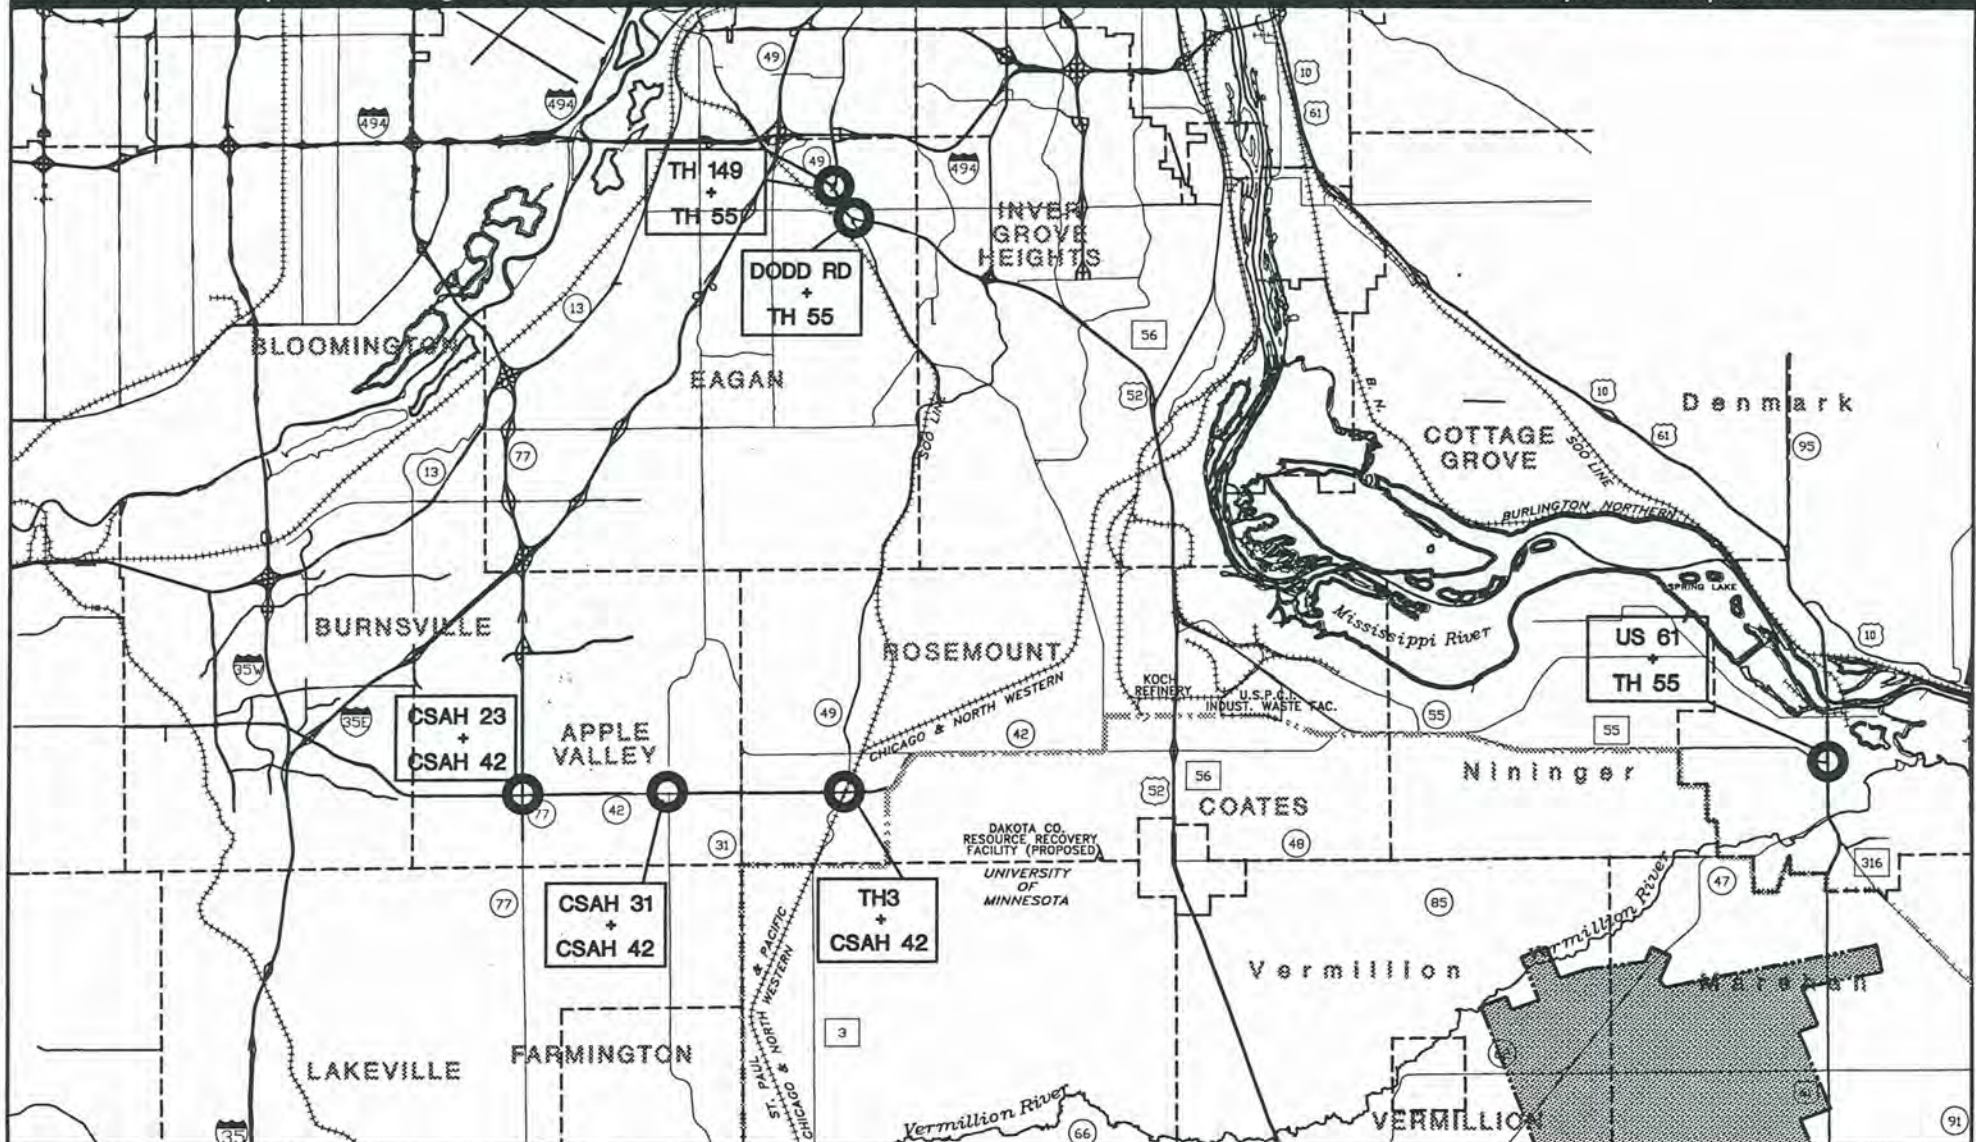 49
10
494
494
61
TH 149
+
TH 55
49
494
INVER
GROVE
HEIGHTS
DODD RD
+
TH 55
13
56
BLOOMINGTON
EAGAN
52
B. N.
10
Denmark
SOO LINE
COTTAGE
GROVE
61
95
13
77
SOO LINE
BURLINGTON NORTHERN
SPRING LAKE
BURNSVILLE
Mississippi River
10
US 61
+
TH 55
ROSEMOUNT
35W
KOCH
REFINERY
U.S.P.C.I.
INDUST. WASTE FAC.
35E
CSAH 23
+
CSAH 42
APPLE
VALLEY
49
CHICAGO & NORTH WESTERN
42
55
55
Nininger
77
42
52
56
COATES
31
DAKOTA CO.
RESOURCE RECOVERY
FACILITY (PROPOSED)
48
UNIVERSITY
OF
MINNESOTA
316
47
77
CSAH 31
+
CSAH 42
TH3
+
CSAH 42
85
Vermillion River
Vermillion
Marshan
3
ST. PAUL & PACIFIC
CHICAGO & NORTH WESTERN
LAKEVILLE
FARMINGTON
35
Vermillion River
66
VERMILLION
91